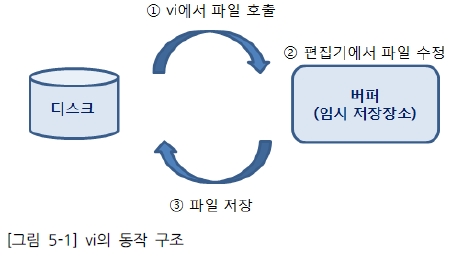 ① vi에서 파일 호출
② 편집기에서 파일 수정
디스크
버퍼
(임시 저장장소)
③ 파일 저장
[그림 5-1] vi의 동작 구조